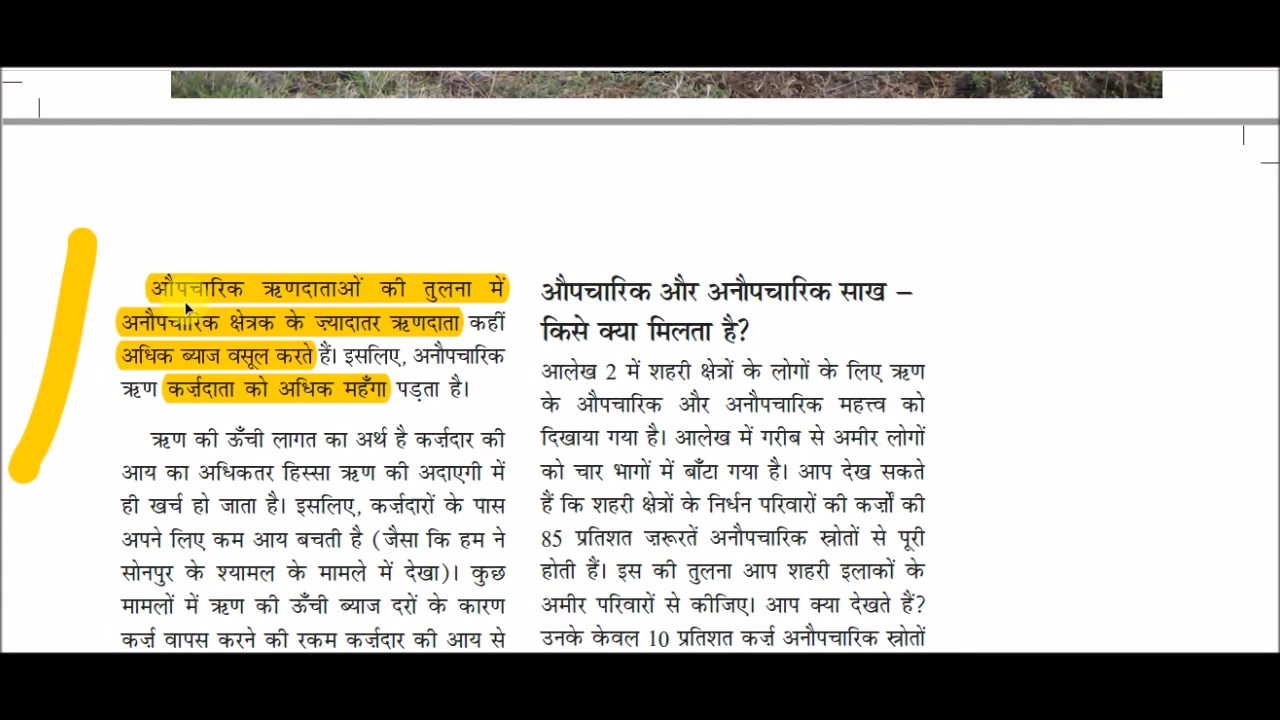 औपचारिक ऋणदाताओं की तुलना में
अनौपचारिक क्षेत्रक के ज्यादातर ऋणदाता कहीं
अधिक ब्याज वसूल करते हैं। इसलिए, अनौपचारिक
ऋण कर्ज़दाता को अधिक महँगा पड़ता है।
ऋण की ऊँची लागत का अर्थ है कर्ज़दार की
आय का अधिकतर हिस्सा ऋण की अदाएगी में
ही खर्च हो जाता है। इसलिए, कर्ज़दारों के पास
अपने लिए कम आय बचती है (जैसा कि हम ने
सोनपुर के श्यामल के मामले में देखा)। कुछ
मामलों में ऋण की ऊँची ब्याज दरों के कारण
कर्ज़ वापस करने की रकम कर्ज़दार की आय से
औपचारिक और अनौपचारिक साख –
किसे क्या मिलता है?
आलेख 2 में शहरी क्षेत्रों के लोगों के लिए ऋण
के औपचारिक और अनौपचारिक महत्त्व को
दिखाया गया है। आलेख में गरीब से अमीर लोगों
को चार भागों में बाँटा गया है। आप देख सकते
हैं कि शहरी क्षेत्रों के निर्धन परिवारों की कर्जों की
85 प्रतिशत ज़रूरतें अनौपचारिक स्रोतों से पूरी
होती हैं। इस की तुलना आप शहरी इलाकों के
अमीर परिवारों से कीजिए। आप क्या देखते हैं?
उनके केवल 10 प्रतिशत कर्ज़ अनौपचारिक स्रोतों